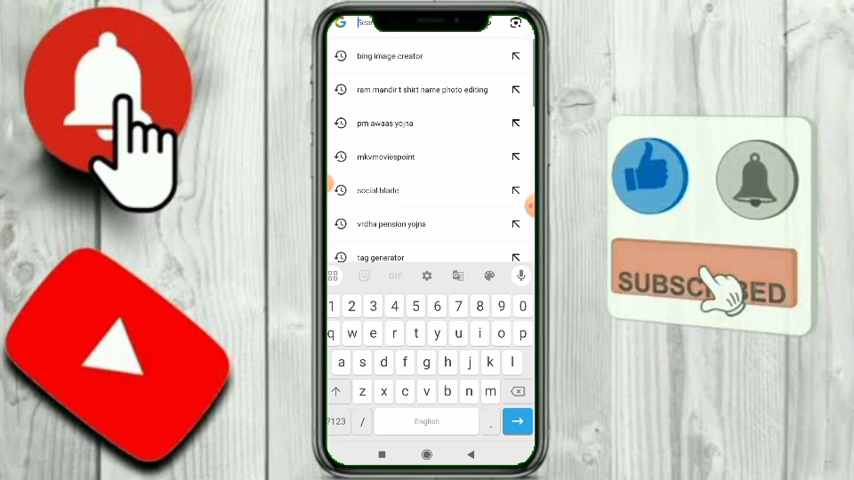 bing image creator
ram mandir t shirt name photo editing
pm awaas yojna
mkvmoviespoint
social blade
vrdha pension yojna
tag generator
GIF
1 2 3 4 5 6 7 8 9 0
q w e r t y u i o p
a s d f g h j k l
z x c v b n m
?123 / English .
SUBSCRIBED